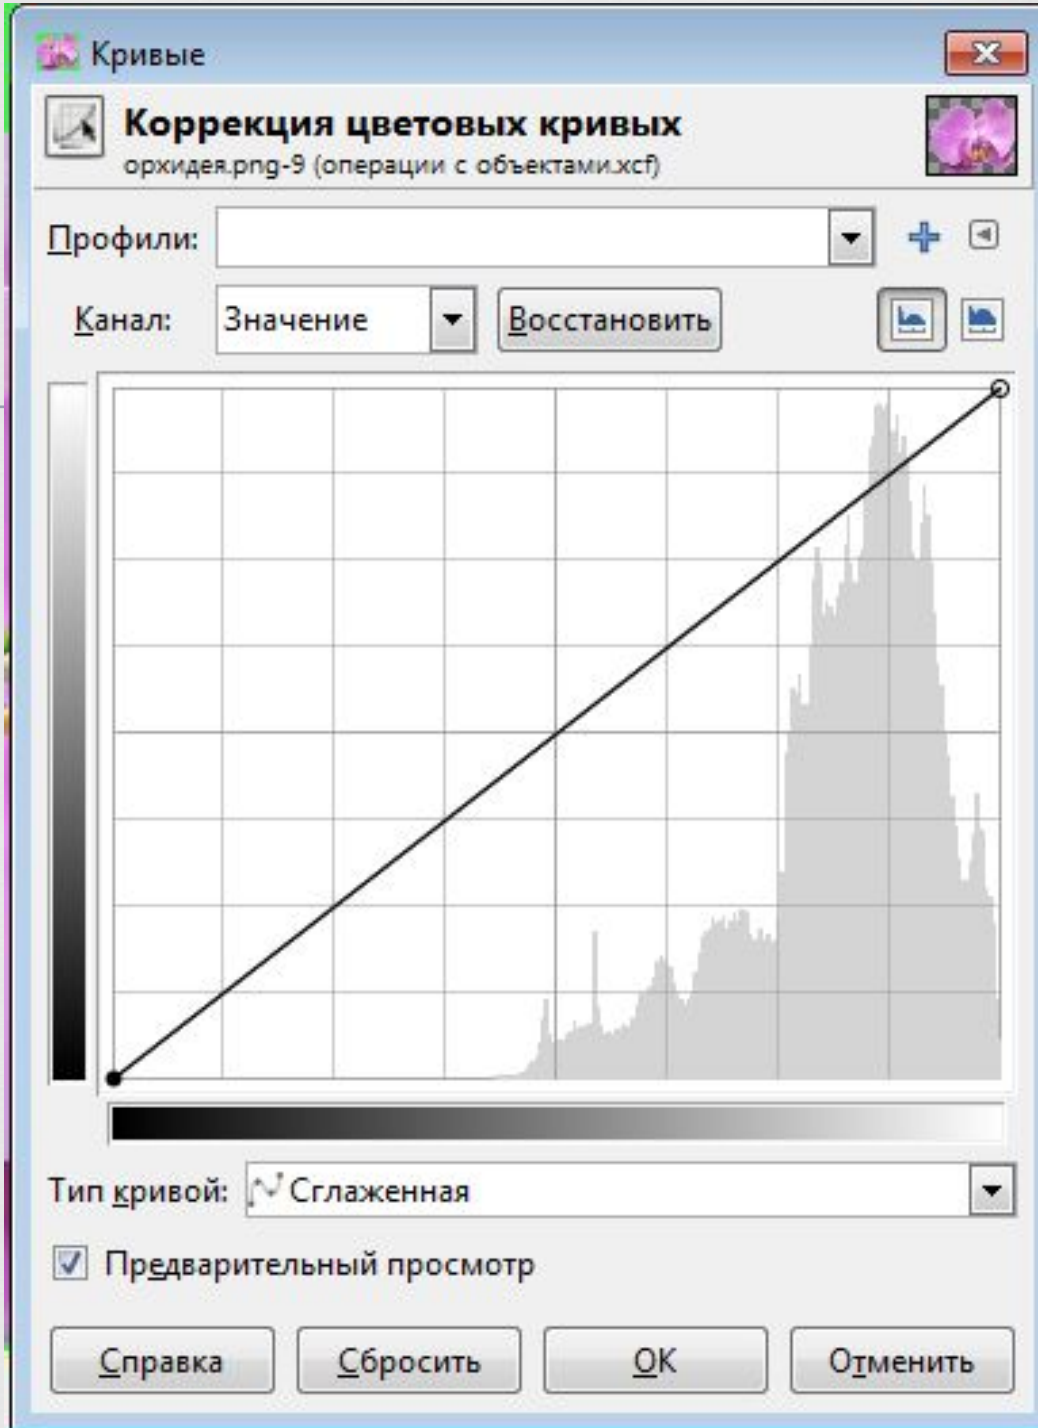 Кривые
Коррекция цветовых кривых
орхидея.png-9 (операции с объектами.xcf)
Профили:
Канал: Значение Восстановить
Тип кривой: Сглаженная
Предварительный просмотр
Справка Сбросить OK Отменить